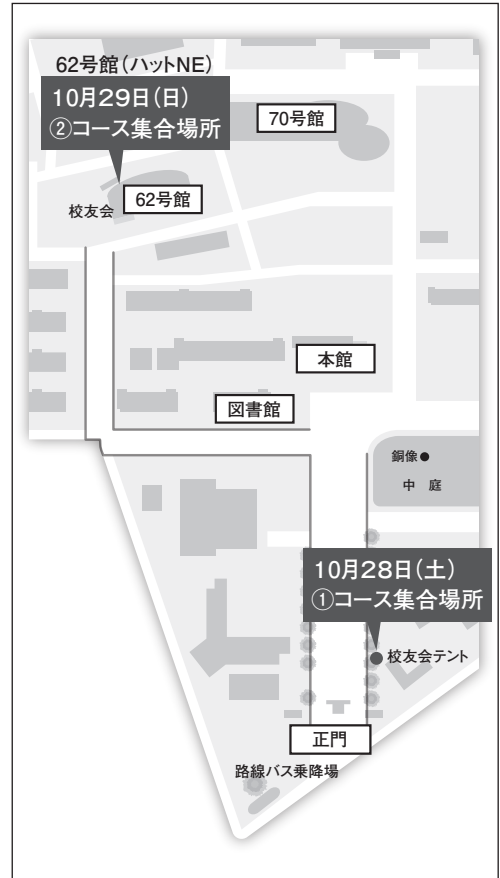 62号館（ハットNE）
10月29日（日）
②コース集合場所
70号館
62号館
校友会
本館
図書館
銅像●
中　庭
10月28日（土）
①コース集合場所
●校友会テント
正門
路線バス乗降場